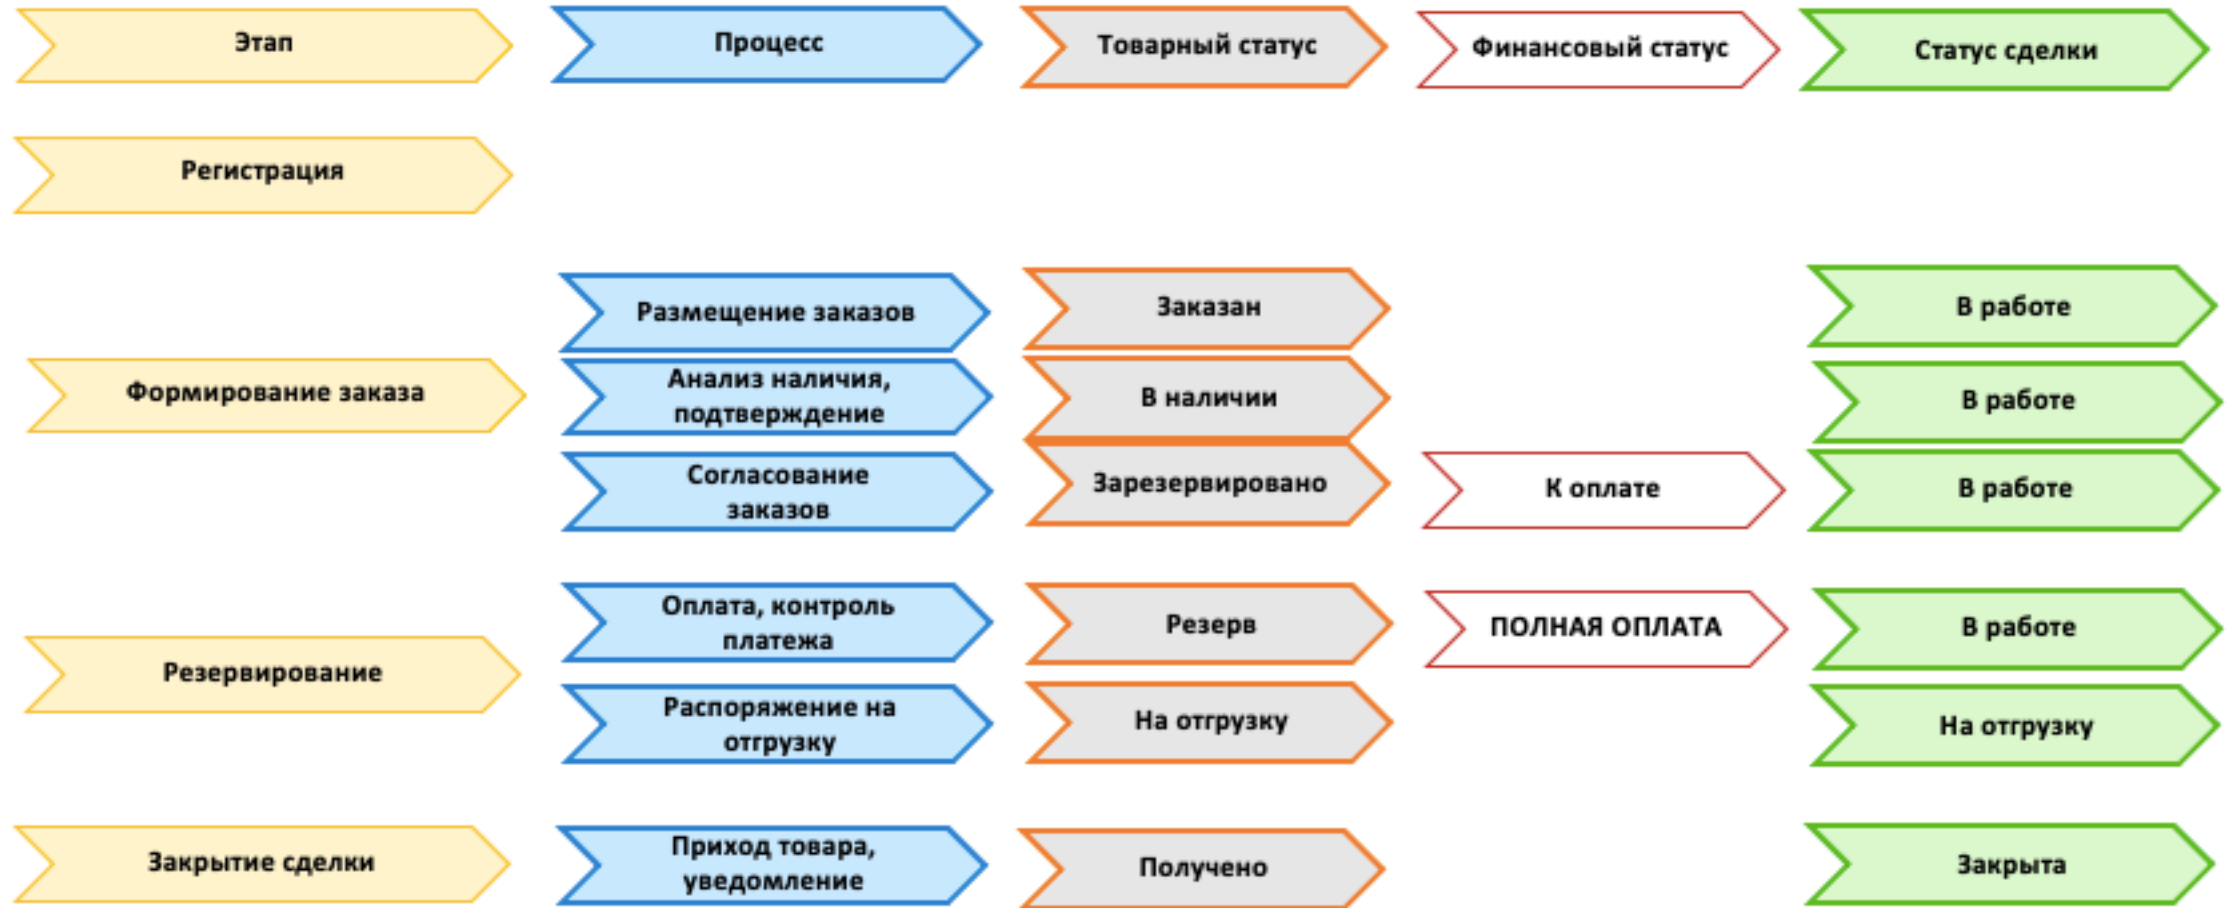 Этап
Процесс
Товарный статус
Финансовый статус
Статус сделки
Регистрация
Формирование заказа
Размещение заказов
Заказан
В работе
Анализ наличия,
подтверждение
В наличии
В работе
Согласование
заказов
Зарезервировано
К оплате
В работе
Резервирование
Оплата, контроль
платежа
Резерв
ПОЛНАЯ ОПЛАТА
В работе
Распоряжение на
отгрузку
На отгрузку
На отгрузку
Закрытие сделки
Приход товара,
уведомление
Получено
Закрыта